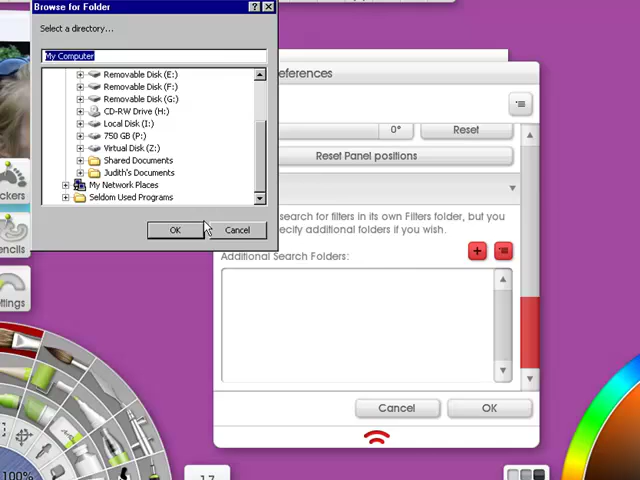 Browse for Folder
Select a directory...
My Computer
Removable Disk (E:)
Removable Disk (F:)
Removable Disk (G:)
CD-RW Drive (H:)
Local Disk (I:)
750 GB (P:)
Virtual Disk (Z:)
Shared Documents
Judith's Documents
My Network Places
Seldom Used Programs
OK
Cancel
ferences
0°
Reset
Reset Panel positions
search for filters in its own Filters folder, but you
ecify additional folders if you wish.
Additional Search Folders:
Cancel
OK
ckers
encils
ettings
100%
17